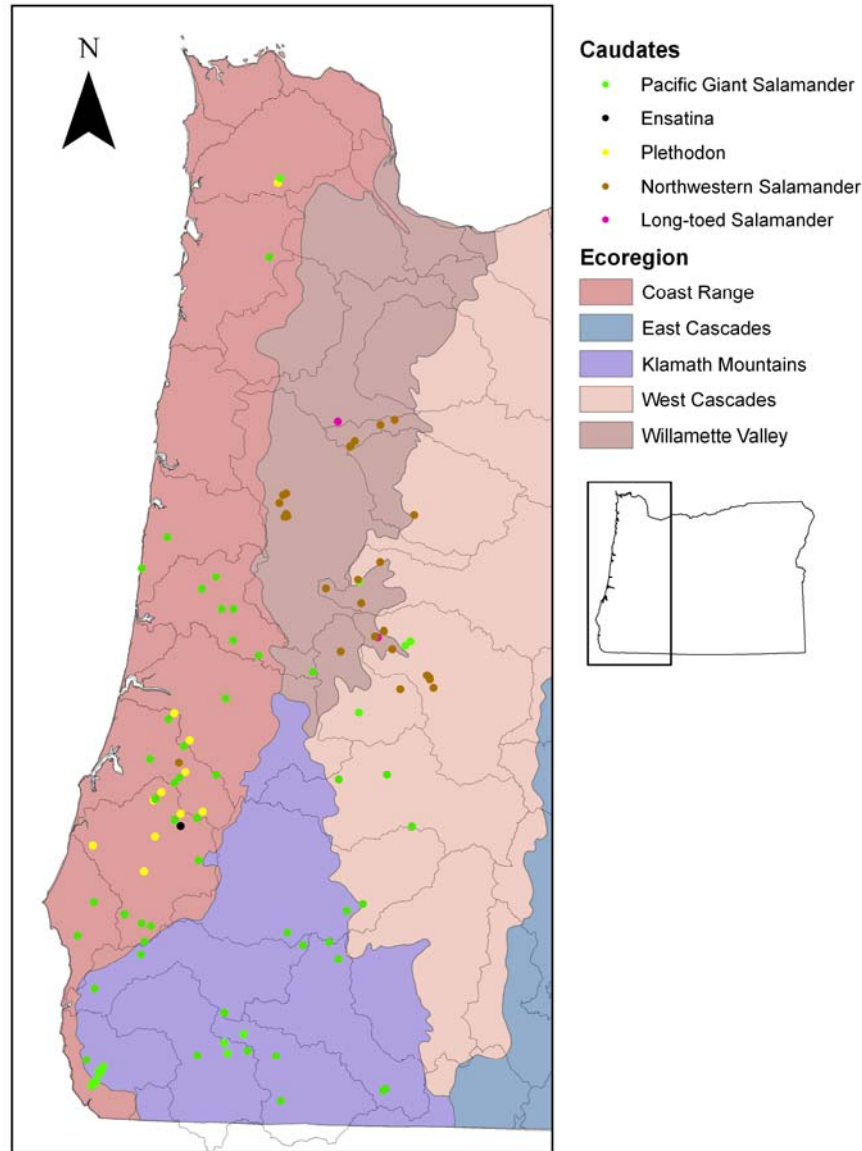 N
Caudates
Pacific Giant Salamander
Ensatina
Plethodon
Northwestern Salamander
Long-toed Salamander
Ecoregion
Coast Range
East Cascades
Klamath Mountains
West Cascades
Willamette Valley